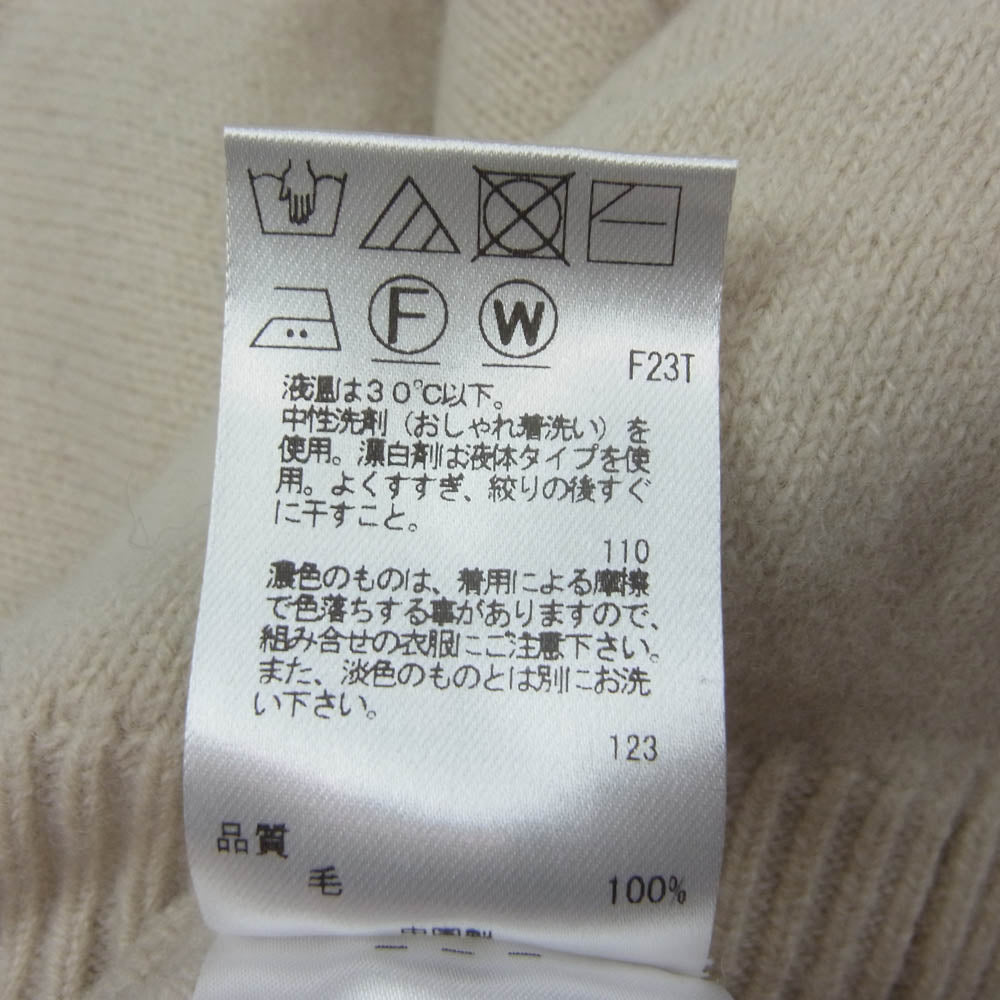 F W
F23T
液温は30℃以下。
中性洗剤（おしゃれ着洗い）を
使用。漂白剤は液体タイプを使
用。よくすすぎ、絞りの後すぐ
に干すこと。
110
濃色のものは、着用による摩擦
で色落ちする事がありますので、
組み合せの衣服にご注意下さい。
また、淡色のものとは別にお洗
い下さい。
123
品質
毛 100%